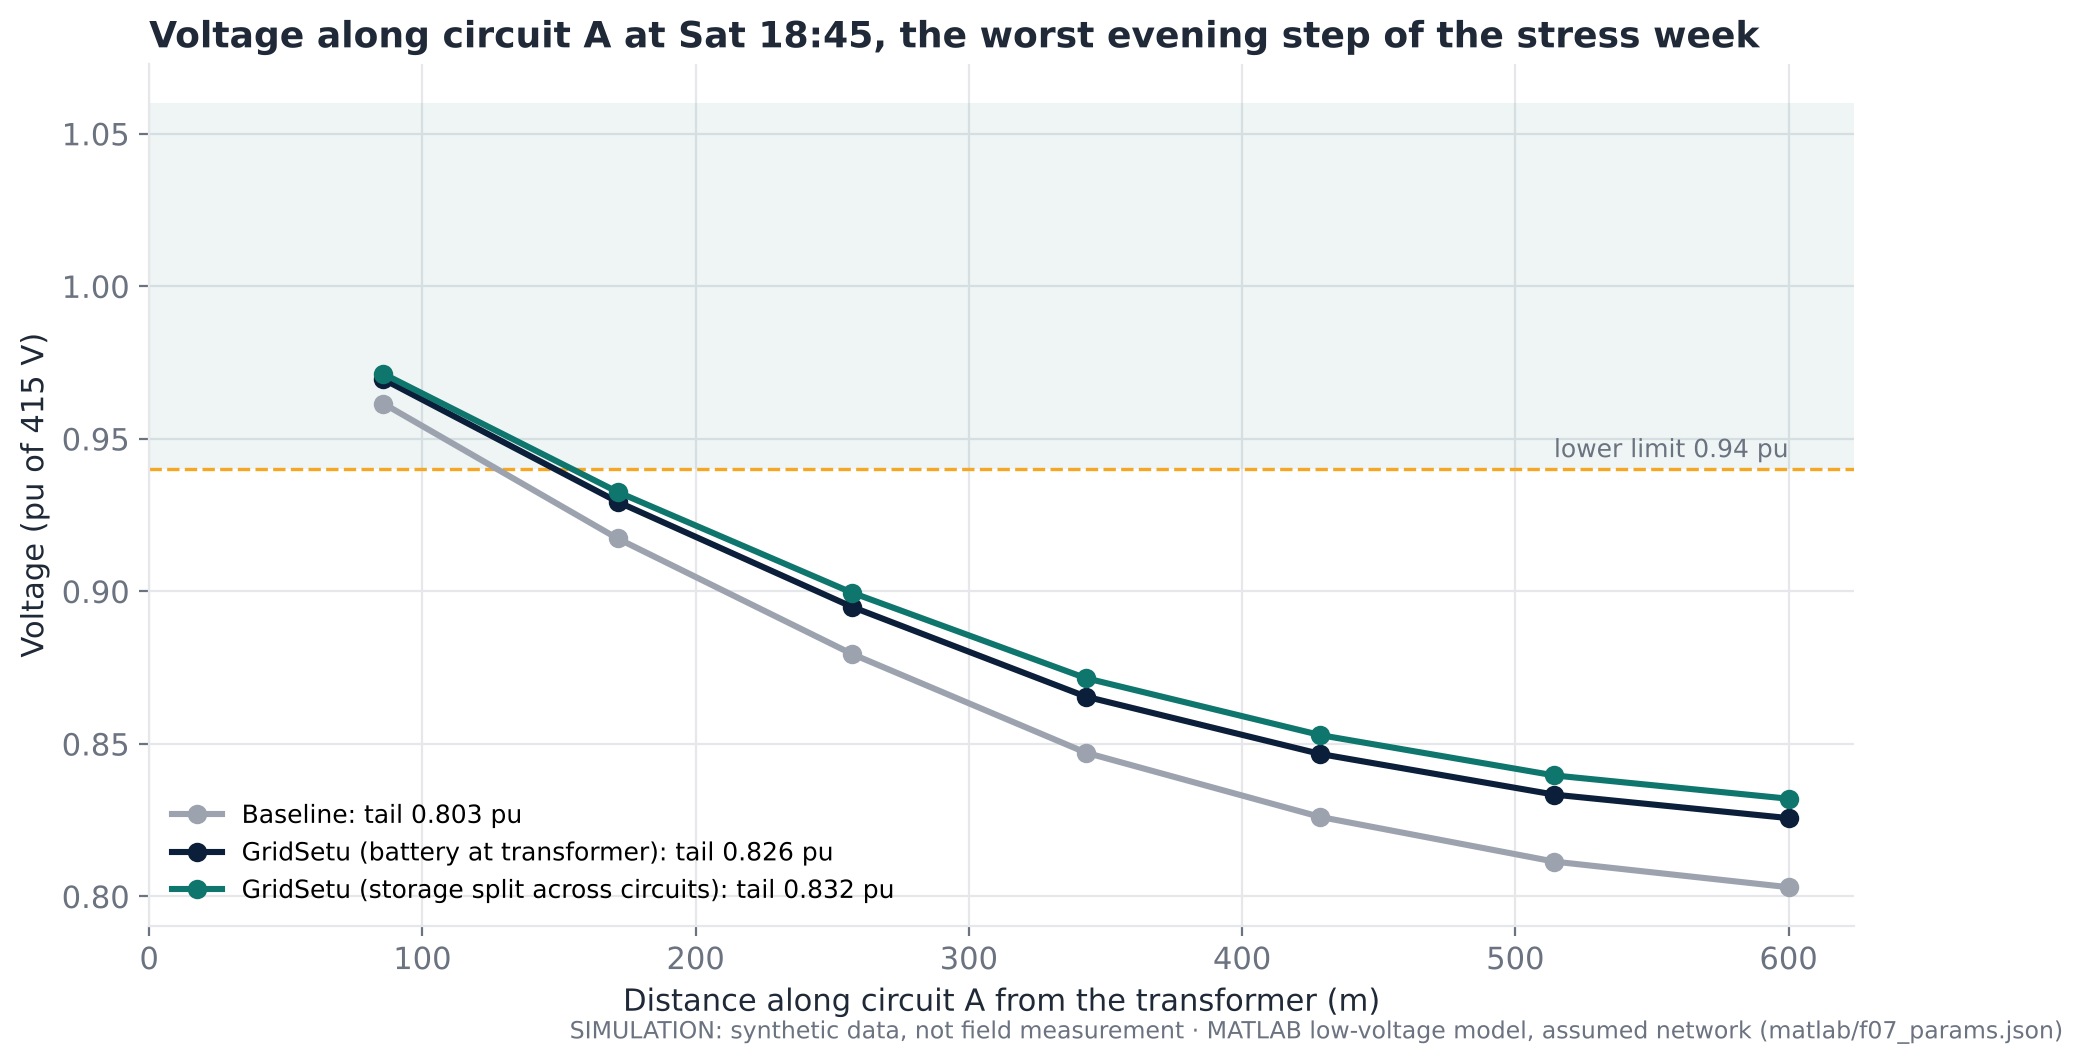 Voltage along circuit A at Sat 18:45, the worst evening step of the stress week
Voltage (pu of 415 V)
1.05
1.00
0.95
0.90
0.85
0.80
lower limit 0.94 pu
Baseline: tail 0.803 pu
GridSetu (battery at transformer): tail 0.826 pu
GridSetu (storage split across circuits): tail 0.832 pu
0 100 200 300 400 500 600
Distance along circuit A from the transformer (m)
SIMULATION: synthetic data, not field measurement · MATLAB low-voltage model, assumed network (matlab/f07_params.json)